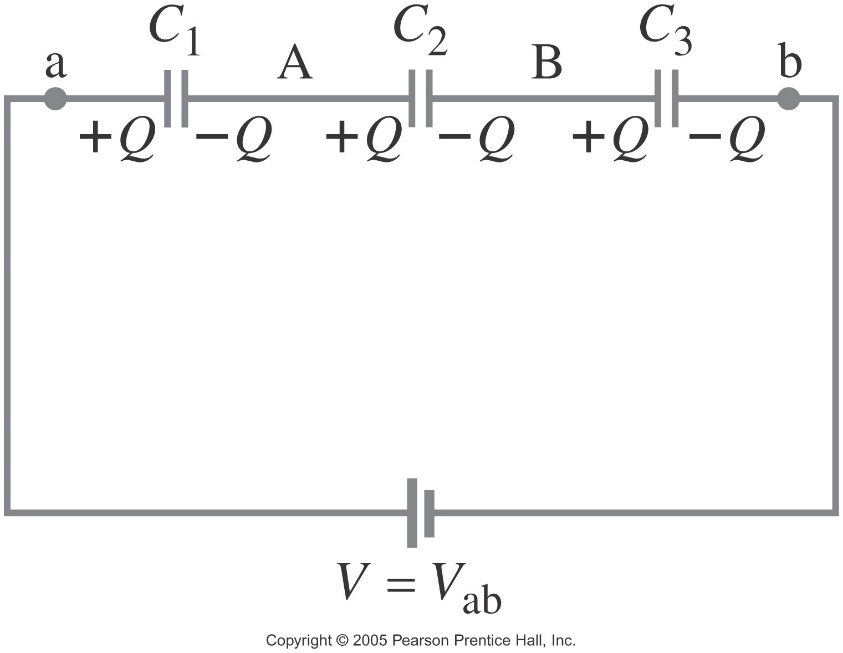 C₁ C₂ C₃
a A B b
+Q −Q +Q −Q +Q −Q
V = Vab
Copyright © 2005 Pearson Prentice Hall, Inc.